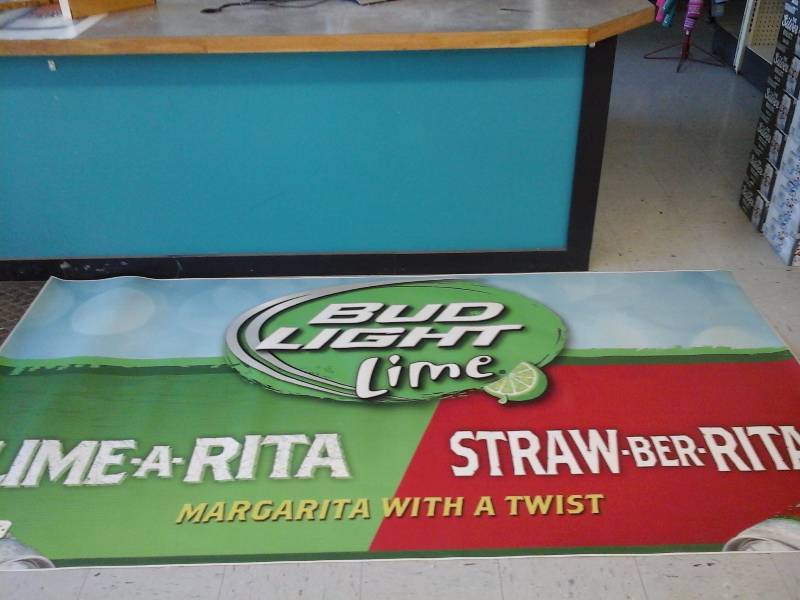 BUD
LIGHT
Lime
LIME-A-RITA
STRAW-BER-RITA
MARGARITA WITH A TWIST